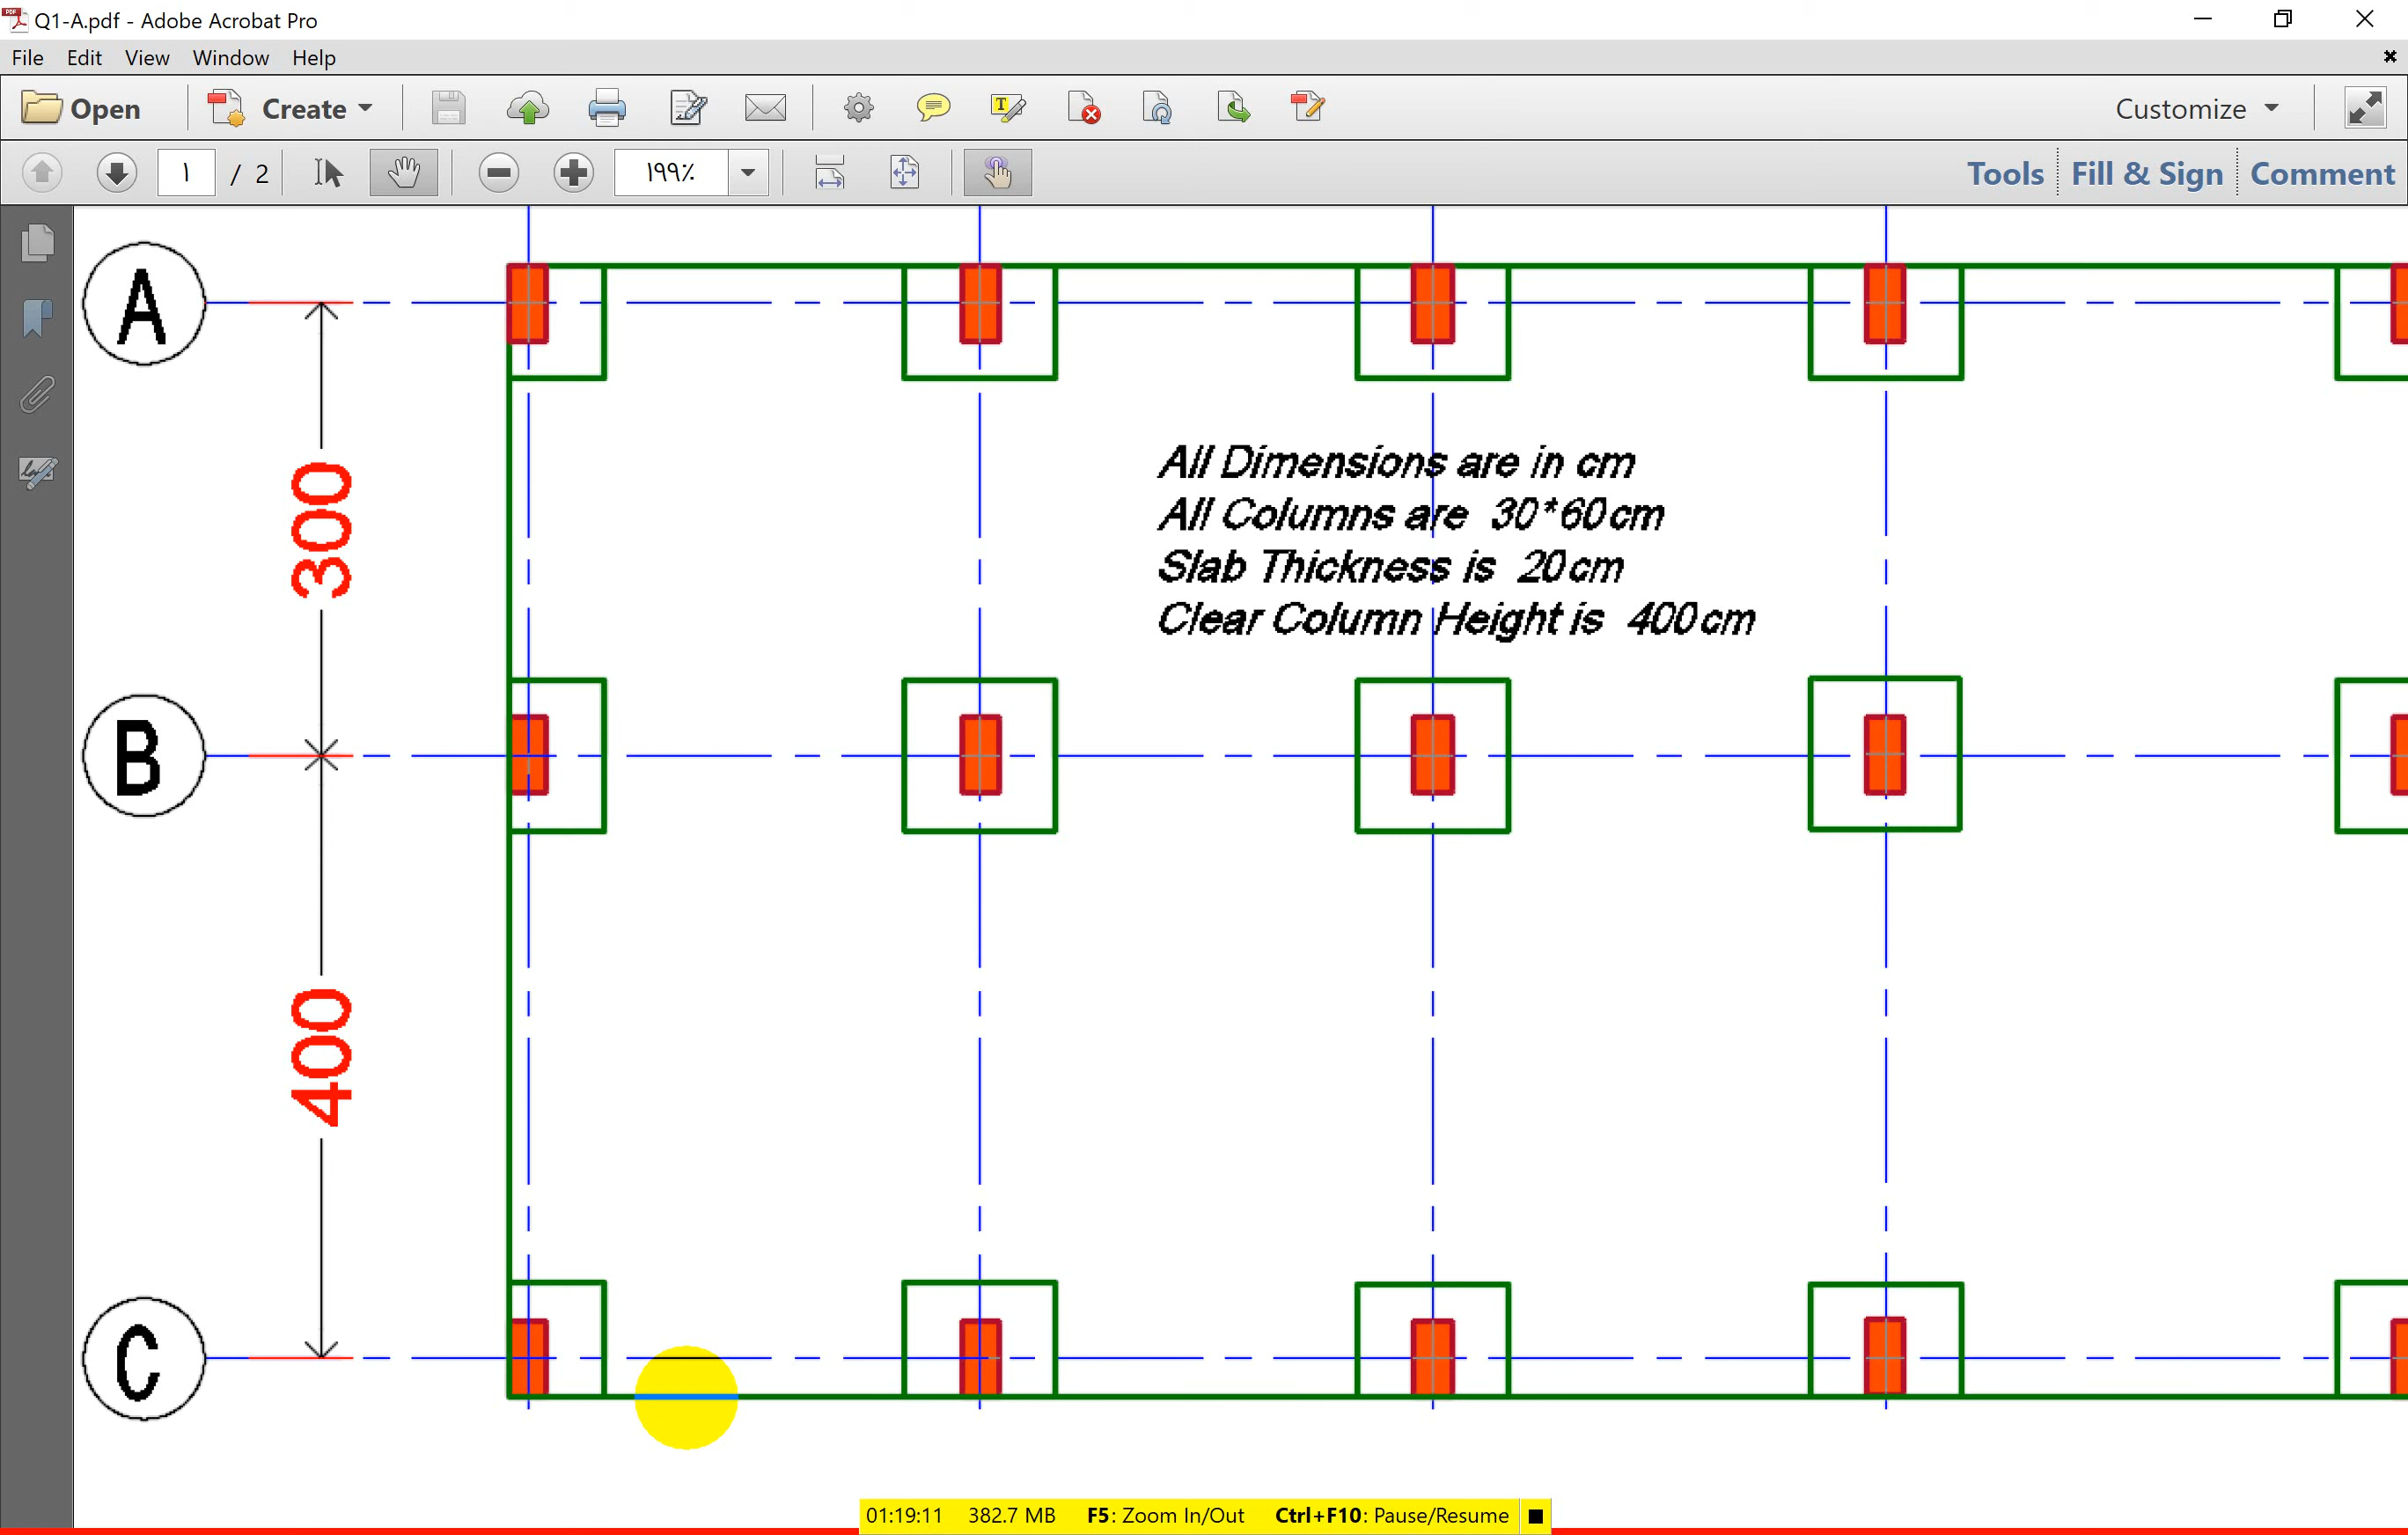 Q1-A.pdf - Adobe Acrobat Pro
File Edit View Window Help
Open Create Customize
١ / 2 ١٩٩٪ Tools Fill & Sign Comment
A
300
All Dimensions are in cm
All Columns are 30*60cm
Slab Thickness is 20cm
Clear Column Height is 400cm
B
400
C
01:19:11 382.7 MB F5: Zoom In/Out Ctrl+F10: Pause/Resume